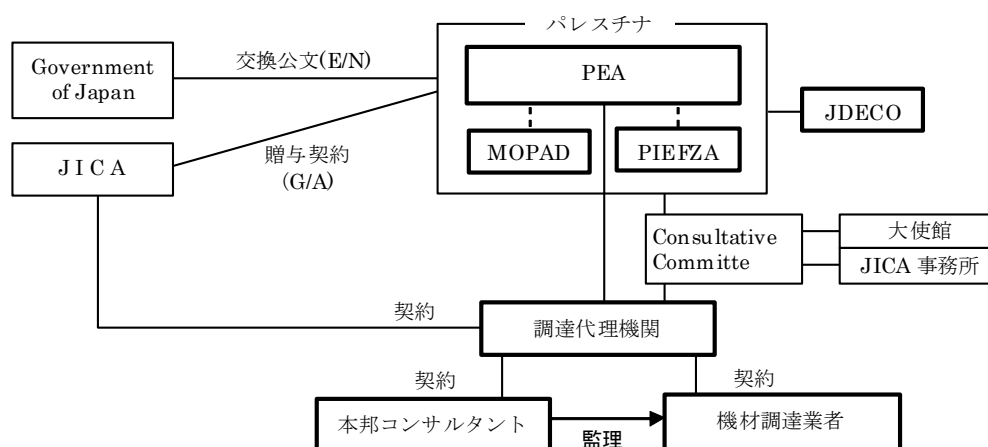 パレスチナ
Government
of Japan
交換公文(E/N)
PEA
JDECO
MOPAD
PIEFZA
JICA
贈与契約
(G/A)
Consultative
Committe
大使館
JICA 事務所
契約
調達代理機関
契約
契約
本邦コンサルタント
監理
機材調達業者